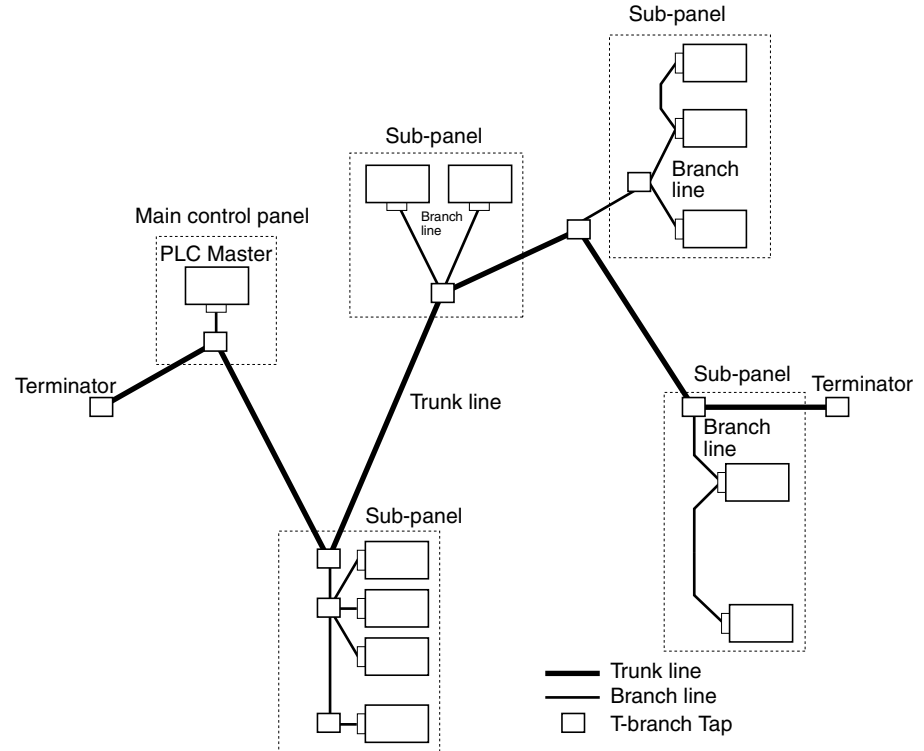 Sub-panel
Sub-panel
Branch
line
Branch
line
Main control panel
PLC Master
Terminator
Trunk line
Sub-panel
Terminator
Branch
line
Sub-panel
Trunk line
Branch line
T-branch Tap